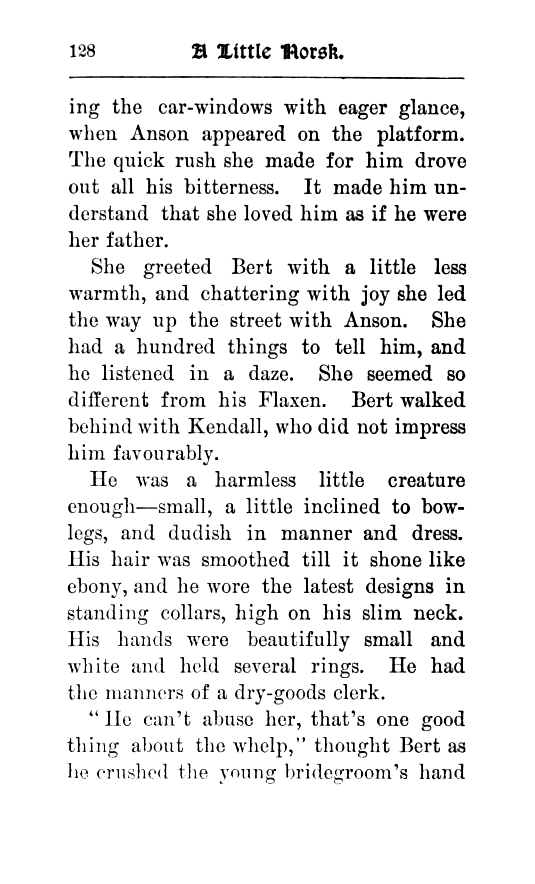 128 A Little Norsk.
ing the car-windows with eager glance,
when Anson appeared on the platform.
The quick rush she made for him drove
out all his bitterness. It made him un-
derstand that she loved him as if he were
her father.
She greeted Bert with a little less
warmth, and chattering with joy she led
the way up the street with Anson. She
had a hundred things to tell him, and
he listened in a daze. She seemed so
different from his Flaxen. Bert walked
behind with Kendall, who did not impress
him favourably.
He was a harmless little creature
enough—small, a little inclined to bow-
legs, and dudish in manner and dress.
His hair was smoothed till it shone like
ebony, and he wore the latest designs in
standing collars, high on his slim neck.
His hands were beautifully small and
white and held several rings. He had
the manners of a dry-goods clerk.
“He can’t abuse her, that’s one good
thing about the whelp,” thought Bert as
he crushed the young bridegroom’s hand